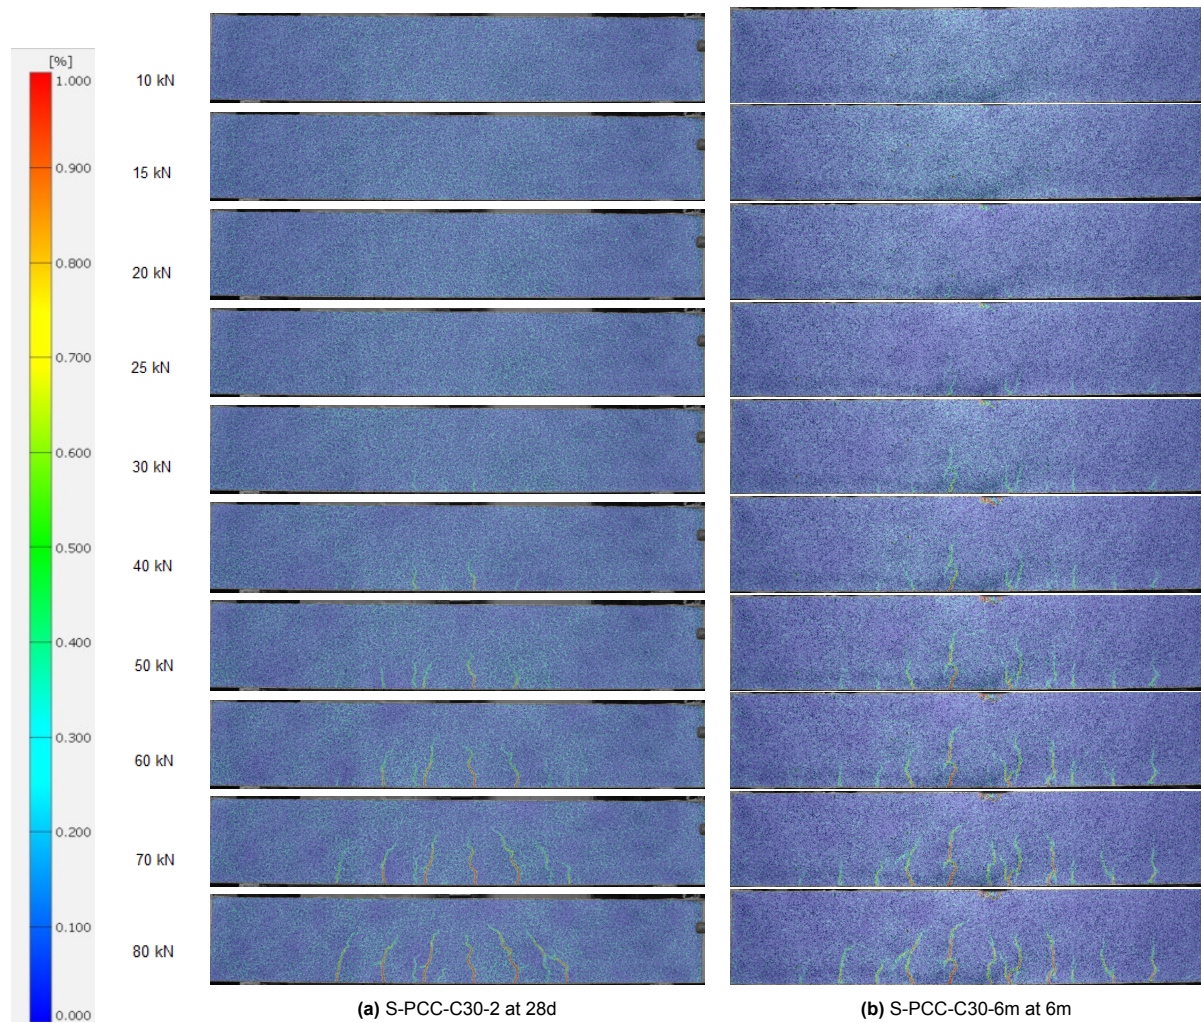 [%]
1.000
0.900
0.800
0.700
0.600
0.500
0.400
0.300
0.200
0.100
0.000
10 kN
15 kN
20 kN
25 kN
30 kN
40 kN
50 kN
60 kN
70 kN
80 kN
(a) S-PCC-C30-2 at 28d
(b) S-PCC-C30-6m at 6m